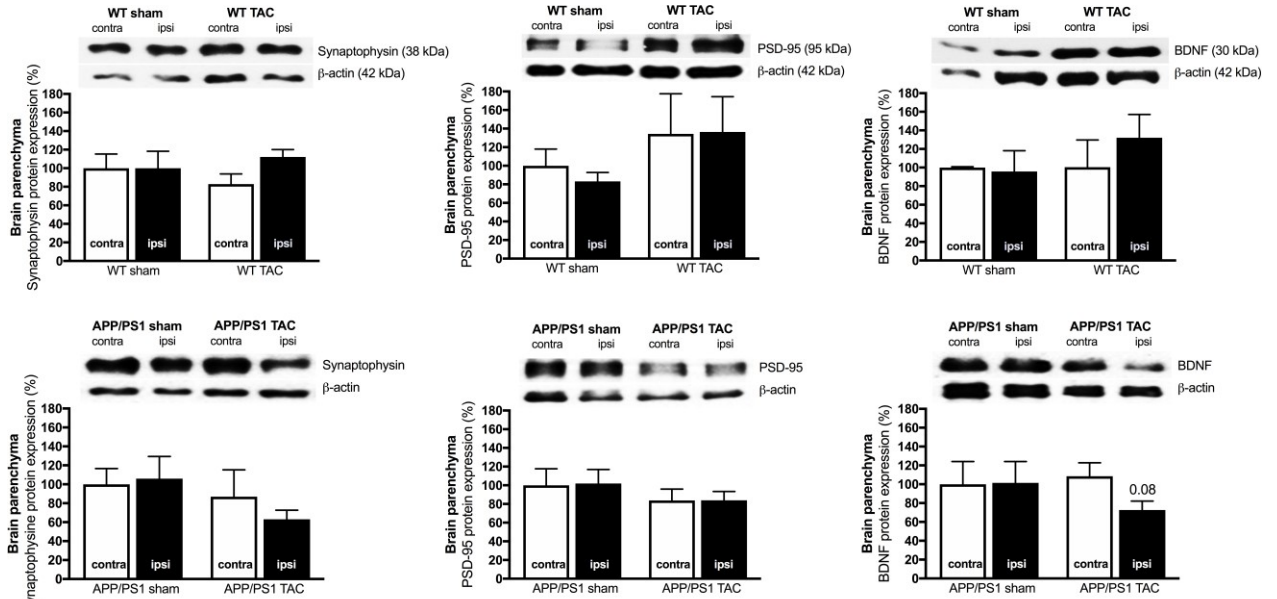 WT sham WT TAC
contra ipsi contra ipsi
Synaptophysin (38 kDa)
β-actin (42 kDa)
Brain parenchyma
Synaptophysin protein expression (%)
180
160
140
120
100
80
60
40
20
0
contra ipsi contra ipsi
WT sham WT TAC
WT sham WT TAC
contra ipsi contra ipsi
PSD-95 (95 kDa)
β-actin (42 kDa)
Brain parenchyma
PSD-95 protein expression (%)
180
160
140
120
100
80
60
40
20
0
contra ipsi contra ipsi
WT sham WT TAC
WT sham WT TAC
contra ipsi contra ipsi
BDNF (30 kDa)
β-actin (42 kDa)
Brain parenchyma
BDNF protein expression (%)
180
160
140
120
100
80
60
40
20
0
contra ipsi contra ipsi
WT sham WT TAC
APP/PS1 sham APP/PS1 TAC
contra ipsi contra ipsi
Synaptophysin
β-actin
Brain parenchyma
ynaptophysine protein expression (%)
180
160
140
120
100
80
60
40
20
0
contra ipsi contra ipsi
APP/PS1 sham APP/PS1 TAC
APP/PS1 sham APP/PS1 TAC
contra ipsi contra ipsi
PSD-95
β-actin
Brain parenchyma
PSD-95 protein expression (%)
180
160
140
120
100
80
60
40
20
0
contra ipsi contra ipsi
APP/PS1 sham APP/PS1 TAC
APP/PS1 sham APP/PS1 TAC
contra ipsi contra ipsi
BDNF
β-actin
Brain parenchyma
BDNF protein expression (%)
180
160
140
120
100
80
60
40
20
0
0.08
contra ipsi contra ipsi
APP/PS1 sham APP/PS1 TAC